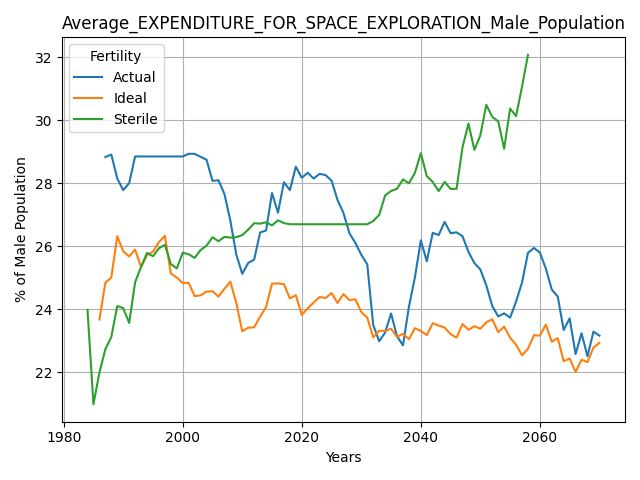 Average_EXPENDITURE_FOR_SPACE_EXPLORATION_Male_Population
Fertility
Actual
Ideal
Sterile
% of Male Population
32
30
28
26
24
22
1980
2000
2020
2040
2060
Years